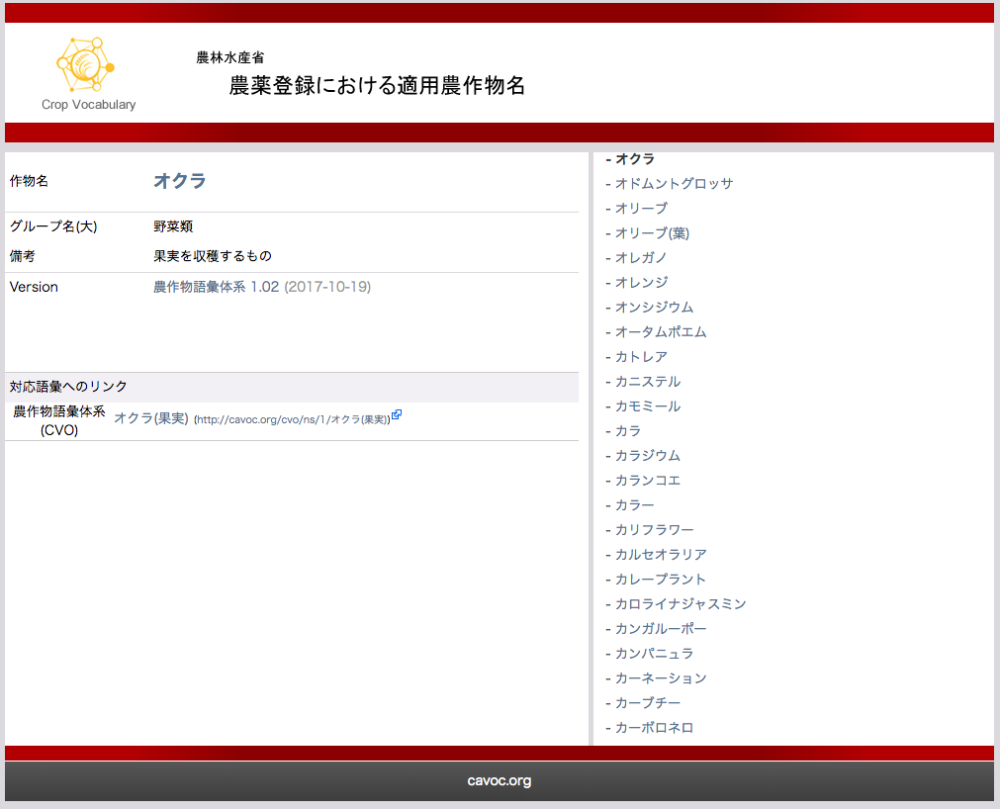 Crop Vocabulary
農林水産省
農薬登録における適用農作物名
作物名 オクラ
グループ名(大) 野菜類
備考 果実を収穫するもの
Version 農作物語彙体系 1.02 (2017-10-19)
対応語彙へのリンク
農作物語彙体系
(CVO)
オクラ(果実) (http://cavoc.org/cvo/ns/1/オクラ(果実))
- オクラ
- オドムントグロッサ
- オリーブ
- オリーブ(葉)
- オレガノ
- オレンジ
- オンシジウム
- オータムポエム
- カトレア
- カニステル
- カモミール
- カラ
- カラジウム
- カランコエ
- カラー
- カリフラワー
- カルセオラリア
- カレープラント
- カロライナジャスミン
- カンガルーポー
- カンパニュラ
- カーネーション
- カーブチー
- カーボロネロ
cavoc.org